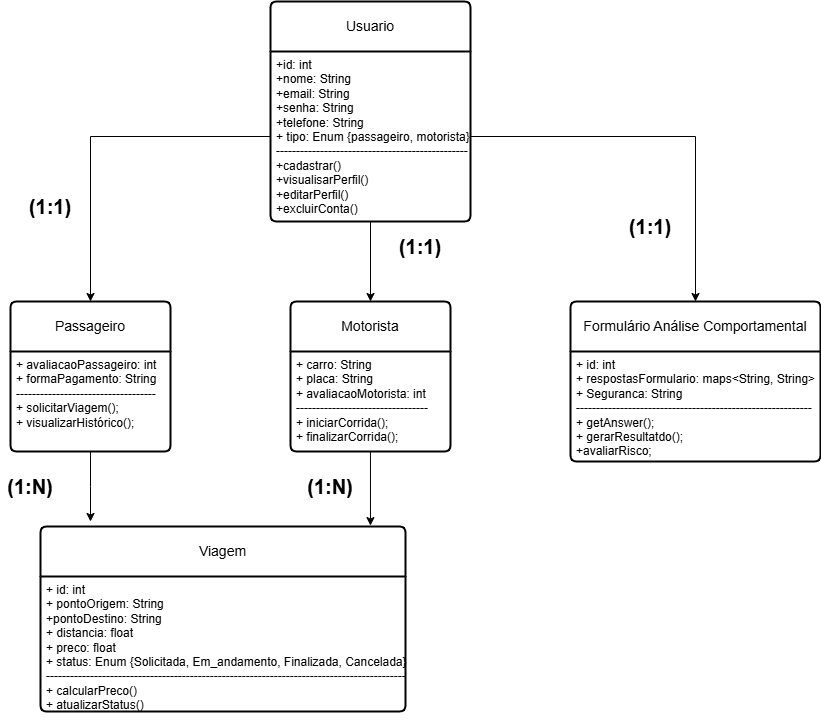 Usuario
+id: int
+nome: String
+email: String
+senha: String
+telefone: String
+ tipo: Enum {passageiro, motorista}
+cadastrar()
+visualisarPerfil()
+editarPerfil()
+excluirConta()
(1:1)
(1:1)
(1:1)
Passageiro
+ avaliacaoPassageiro: int
+ formaPagamento: String
+ solicitarViagem();
+ visualizarHistórico();
Motorista
+ carro: String
+ placa: String
+ avaliacaoMotorista: int
+ iniciarCorrida();
+ finalizarCorrida();
Formulário Análise Comportamental
+ id: int
+ respostasFormulario: maps<String, String>
+ Seguranca: String
+ getAnswer();
+ gerarResultatdo();
+avaliarRisco;
(1:N)
(1:N)
Viagem
+ id: int
+ pontoOrigem: String
+pontoDestino: String
+ distancia: float
+ preco: float
+ status: Enum {Solicitada, Em_andamento, Finalizada, Cancelada}
+ calcularPreco()
+ atualizarStatus()